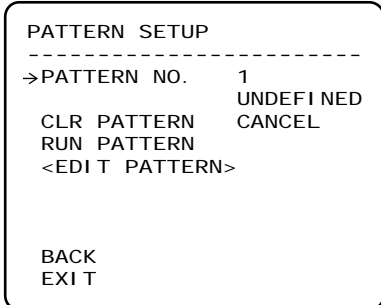 PATTERN SETUP
------------------------
→PATTERN NO. 1
UNDEFINED
CLR PATTERN CANCEL
RUN PATTERN
<EDIT PATTERN>
BACK
EXIT